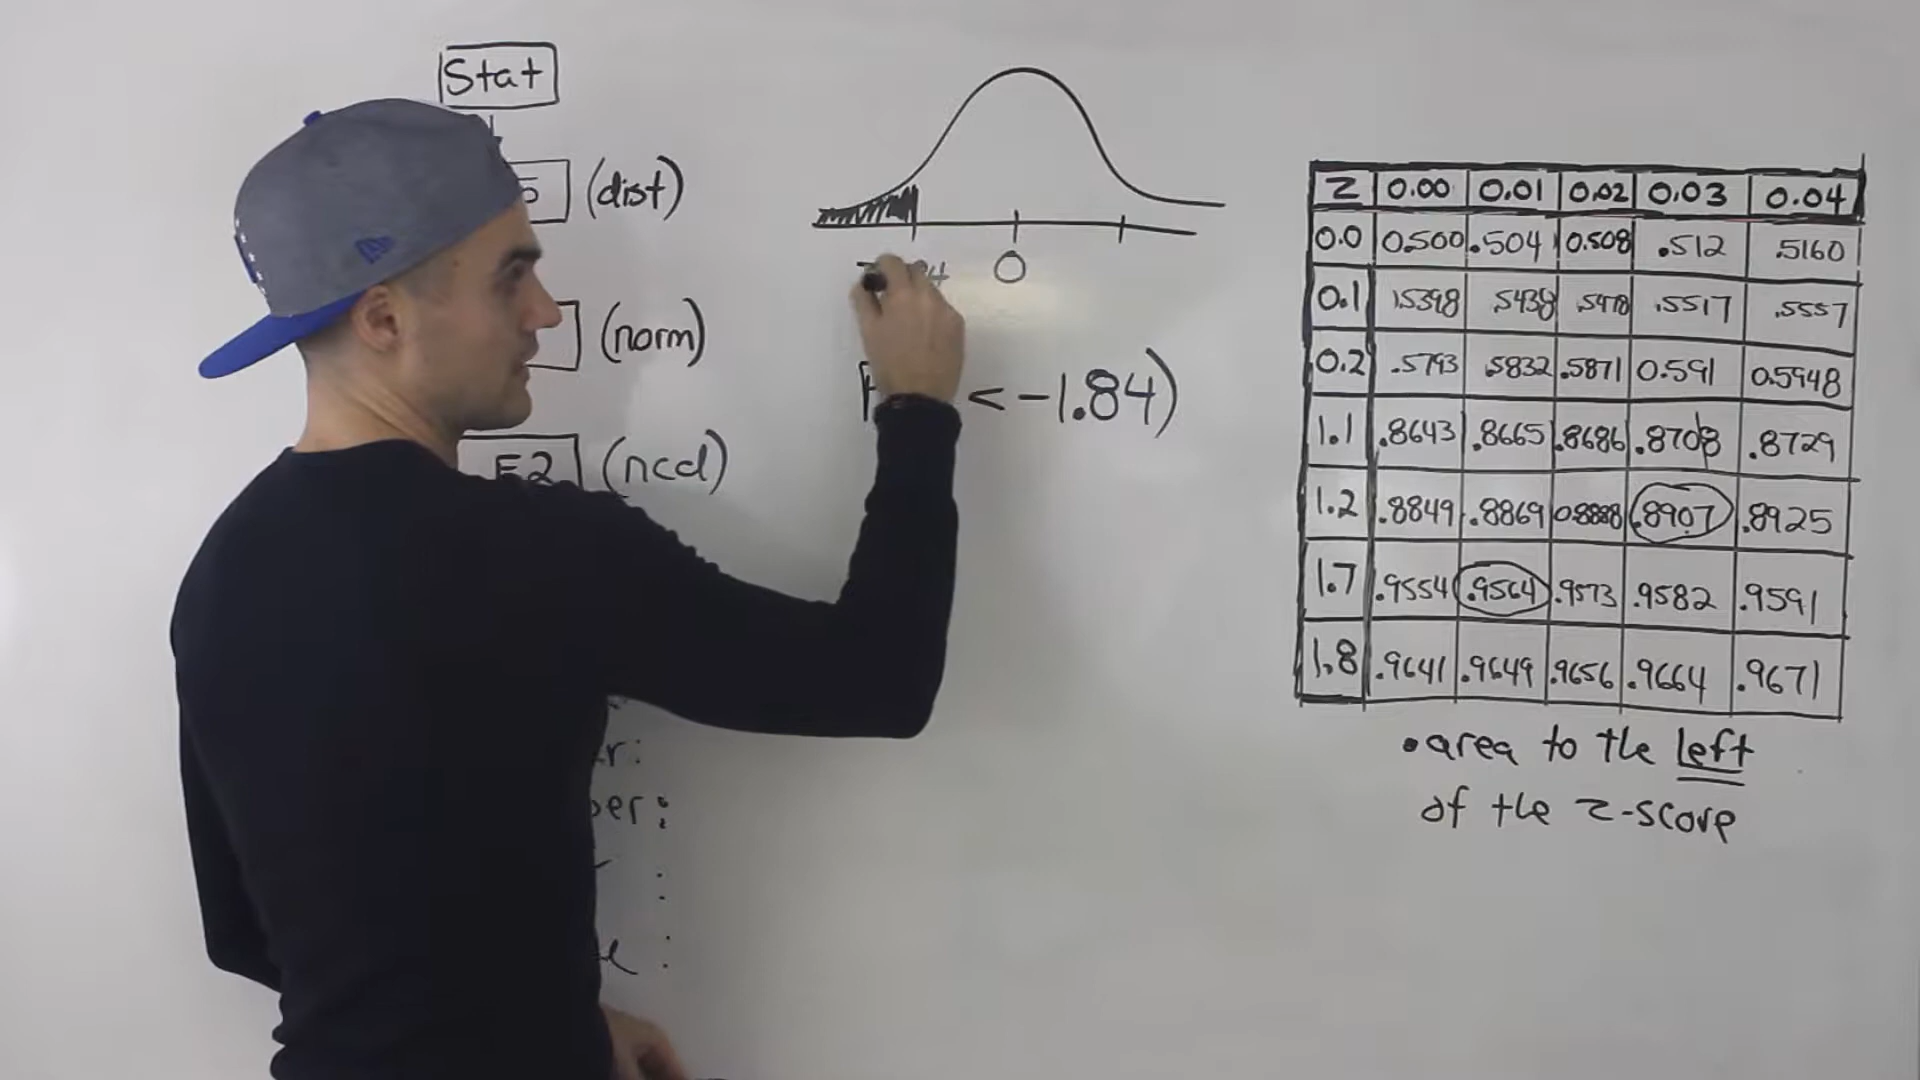 Stat
(dist)
(norm)
F2 (ncd)
0
< -1.84)
Z 0.00 0.01 0.02 0.03 0.04
0.0 0.500 .504 0.508 .512 .5160
0.1 .5398 .5438 .5478 .5517 .5557
0.2 .5793 .5832 .5871 0.591 0.5948
1.1 .8643 .8665 .8686 .8708 .8729
1.2 .8849 .8869 0.8888 .8907 .8925
1.7 .9554 .9564 .9573 .9582 .9591
1.8 .9641 .9649 .9656 .9664 .9671
•area to the left
of the z-score